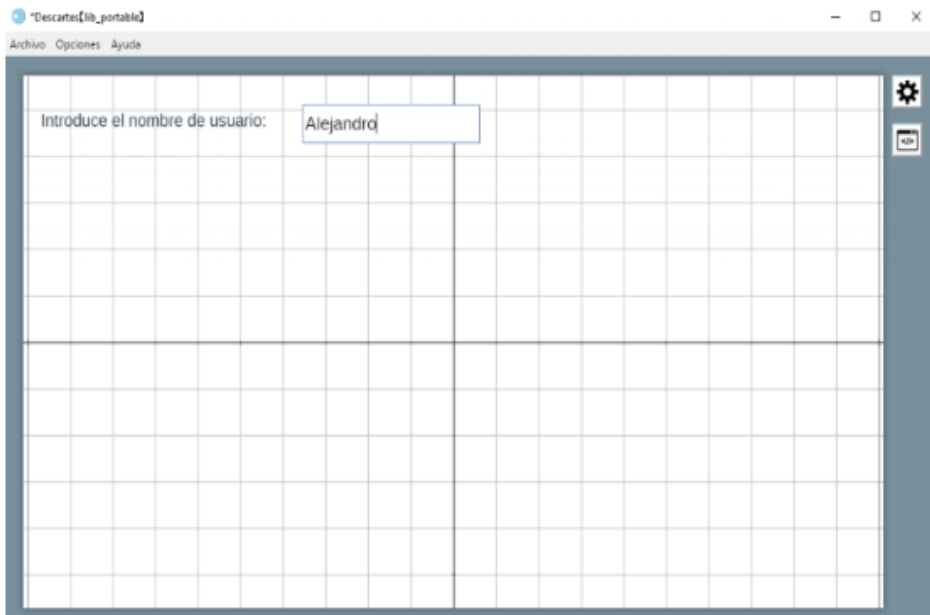 *Descartes【lib_portable】
Archivo Opciones Ayuda
Introduce el nombre de usuario: Alejandro